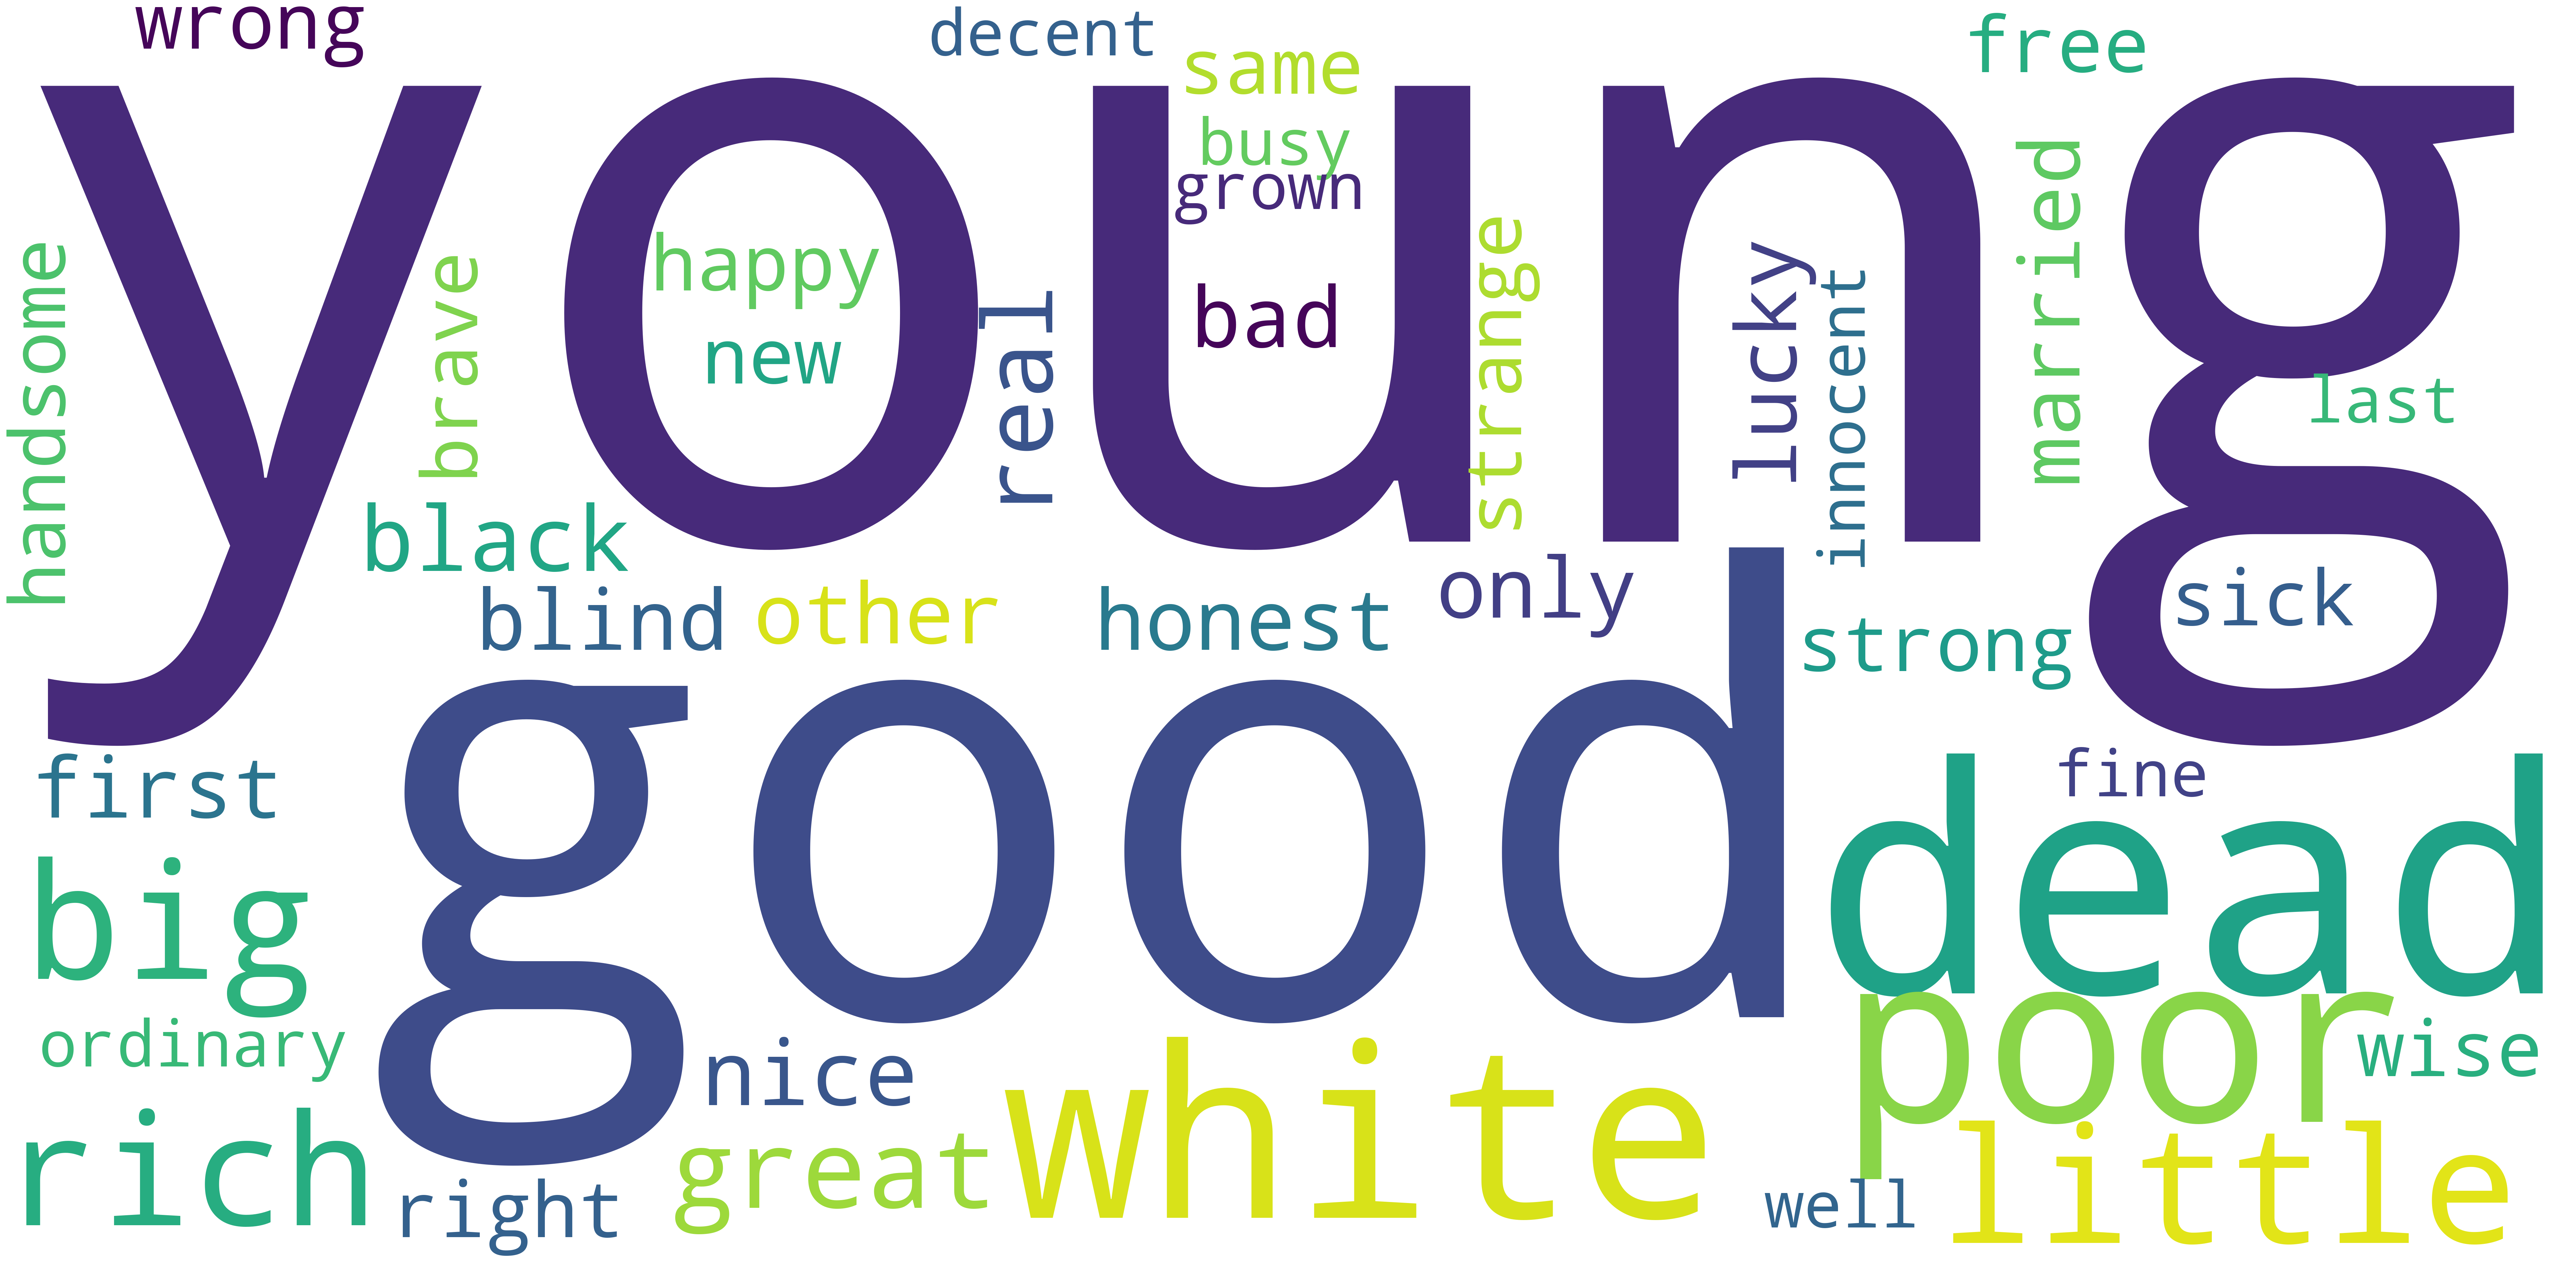 wrong
decent
same
free
busy
grown
young
happy
new
bad
real
brave
handsome
strange
lucky
innocent
married
last
black
blind
other
honest
only
strong
sick
good
first
fine
dead
big
poor
ordinary
nice
white
wise
rich
right
great
well
little